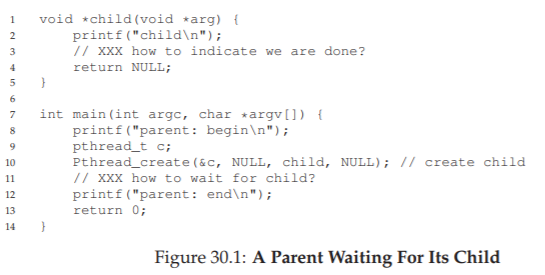 1 void *child(void *arg) {
2 printf("child\n");
3 // XXX how to indicate we are done?
4 return NULL;
5 }
6
7 int main(int argc, char *argv[]) {
8 printf("parent: begin\n");
9 pthread_t c;
10 Pthread_create(&c, NULL, child, NULL); // create child
11 // XXX how to wait for child?
12 printf("parent: end\n");
13 return 0;
14 }
Figure 30.1: A Parent Waiting For Its Child